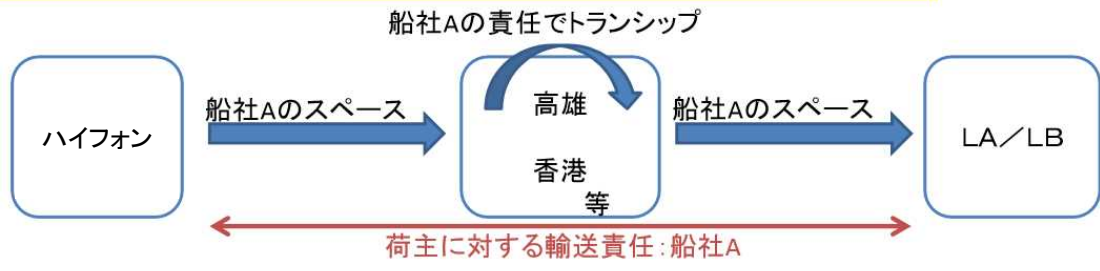 船社Aの責任でトランシップ
ハイフォン
船社Aのスペース
高雄
香港
等
船社Aのスペース
ＬＡ／ＬＢ
荷主に対する輸送責任：船社A